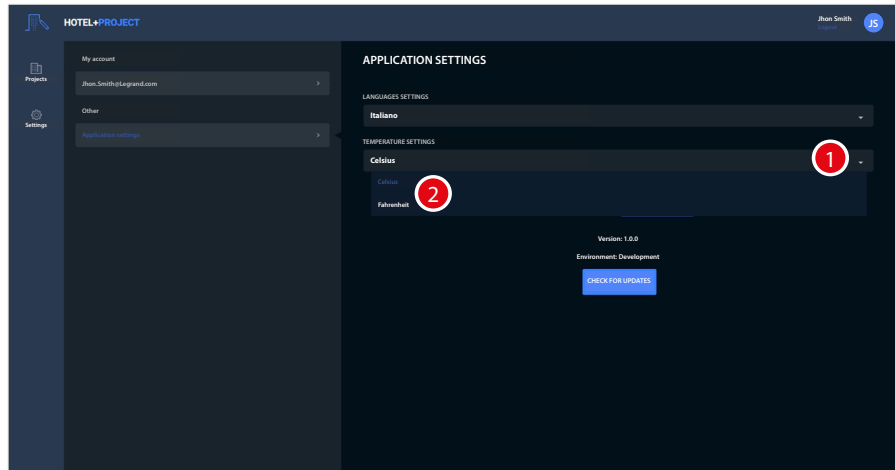 HOTEL+PROJECT
Jhon Smith
Logout
JS
Projects
Settings
My account
Jhon.Smith@Legrand.com
Other
Application settings
APPLICATION SETTINGS
LANGUAGES SETTINGS
Italiano
TEMPERATURE SETTINGS
Celsius
1
Celsius
2
Fahrenheit
Version: 1.0.0
Environment: Development
CHECK FOR UPDATES